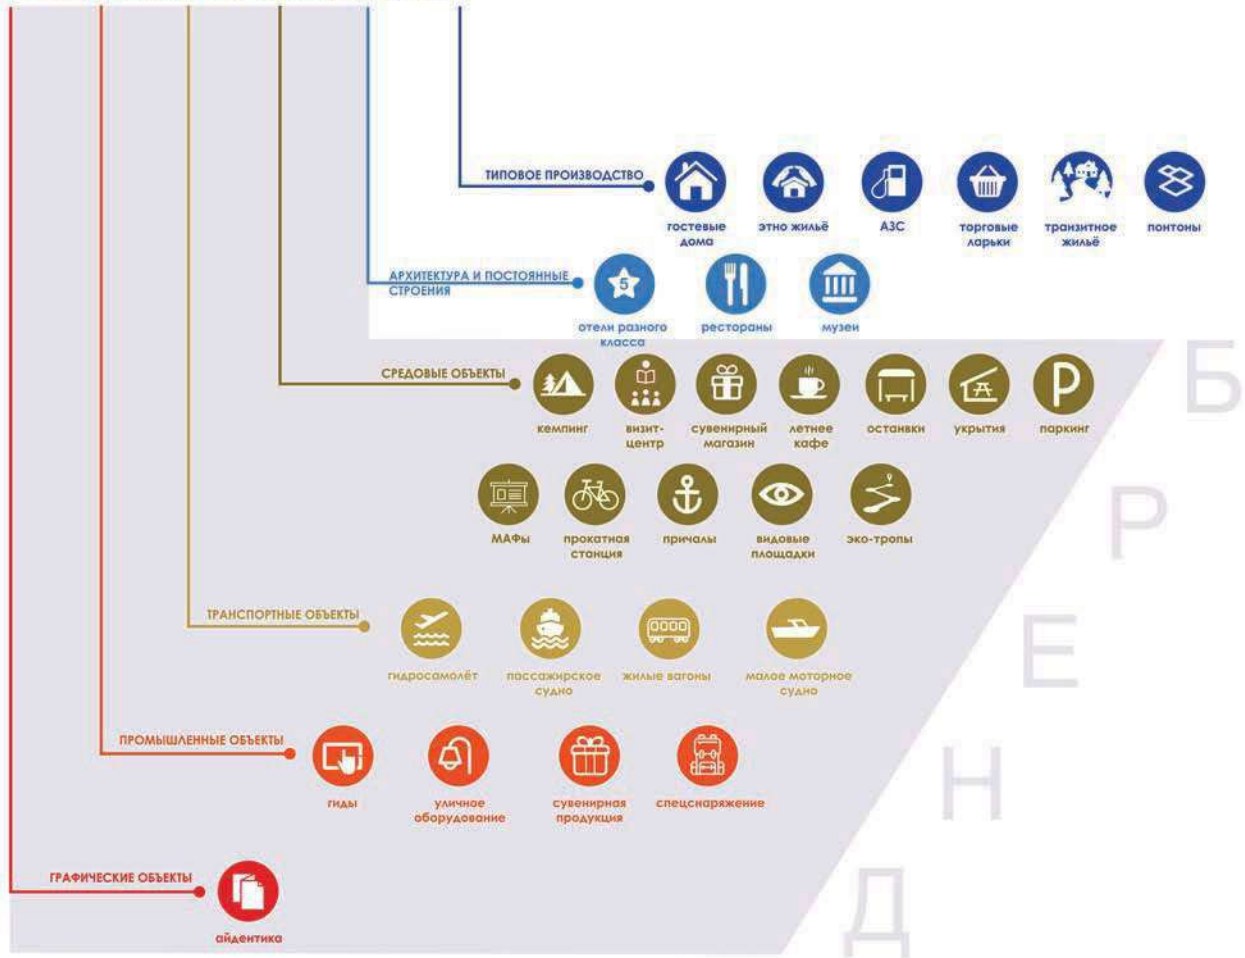 ТИПОВОЕ ПРОИЗВОДСТВО
гостевые
дома
этно жильё
АЗС
торговые
ларьки
транзитное
жильё
понтоны
АРХИТЕКТУРА И ПОСТОЯННЫЕ
СТРОЕНИЯ
5
отели разного
класса
рестораны
музеи
СРЕДОВЫЕ ОБЪЕКТЫ
кемпинг
визит-
центр
сувенирный
магазин
летнее
кафе
останвки
укрытия
P
паркинг
МАФы
прокатная
станция
причалы
видовые
площадки
эко-тропы
ТРАНСПОРТНЫЕ ОБЪЕКТЫ
гидросамолёт
пассажирское
судно
жилые вагоны
малое моторное
судно
ПРОМЫШЛЕННЫЕ ОБЪЕКТЫ
гиды
уличное
оборудование
сувенирная
продукция
спецснаряжение
ГРАФИЧЕСКИЕ ОБЪЕКТЫ
айдентика
Б
Р
Е
Н
Д